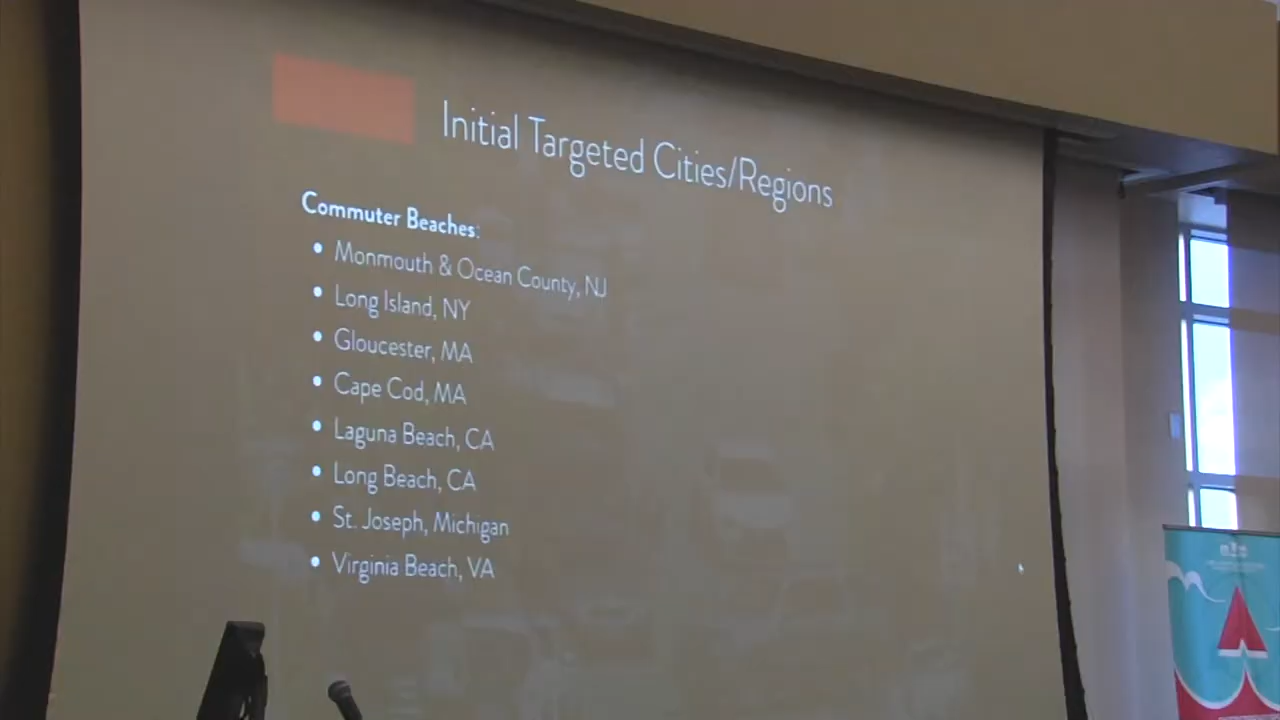 Initial Targeted Cities/Regions
Commuter Beaches:
• Monmouth & Ocean County, NJ
• Long Island, NY
• Gloucester, MA
• Cape Cod, MA
• Laguna Beach, CA
• Long Beach, CA
• St. Joseph, Michigan
• Virginia Beach, VA